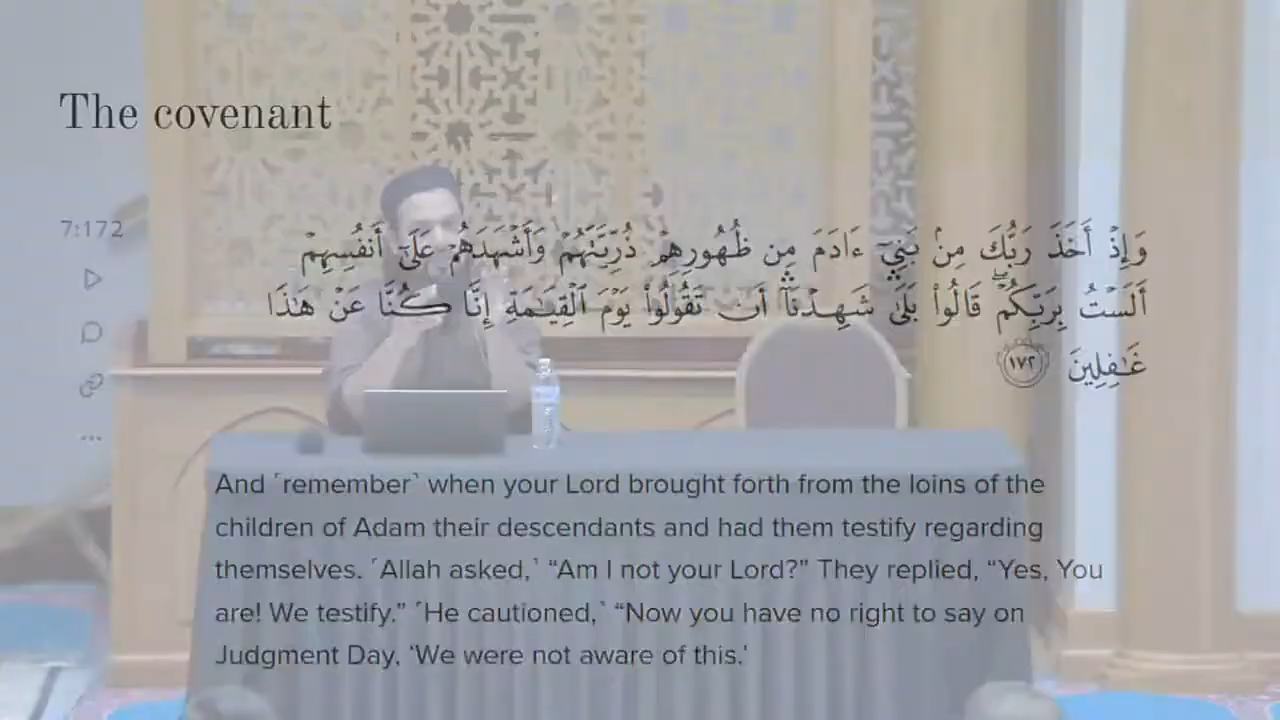 The covenant
7:172
وَإِذْ أَخَذَ رَبُّكَ مِنۢ بَنِىٓ ءَادَمَ مِن ظُهُورِهِمْ ذُرِّيَّتَهُمْ وَأَشْهَدَهُمْ عَلَىٰٓ أَنفُسِهِمْ
أَلَسْتُ بِرَبِّكُمْ ۖ قَالُوا۟ بَلَىٰ ۛ شَهِدْنَآ ۛ أَن تَقُولُوا۟ يَوْمَ ٱلْقِيَـٰمَةِ إِنَّا كُنَّا عَنْ هَـٰذَا
غَـٰفِلِينَ ١٧٢
And ˹remember˺ when your Lord brought forth from the loins of the
children of Adam their descendants and had them testify regarding
themselves. ˹Allah asked,˺ “Am I not your Lord?” They replied, “Yes, You
are! We testify.” ˹He cautioned,˺ “Now you have no right to say on
Judgment Day, ‘We were not aware of this.’